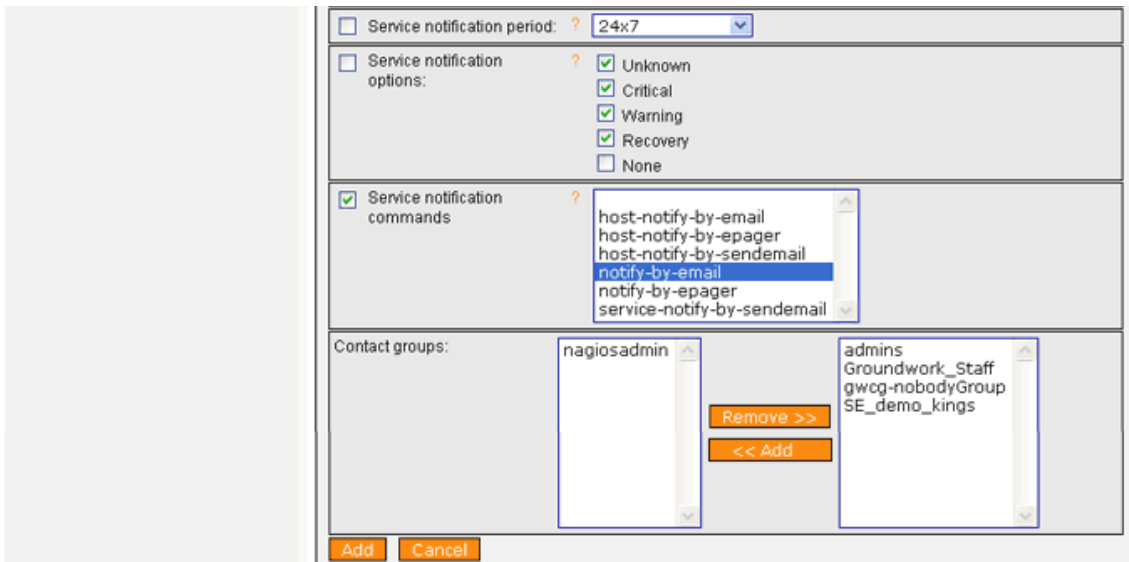 Service notification period: ? 24x7
Service notification options: ?
Unknown
Critical
Warning
Recovery
None
Service notification commands ?
host-notify-by-email
host-notify-by-epager
host-notify-by-sendemail
notify-by-email
notify-by-epager
service-notify-by-sendemail
Contact groups:
nagiosadmin
Remove >>
<< Add
admins
Groundwork_Staff
gwcg-nobodyGroup
SE_demo_kings
Add Cancel